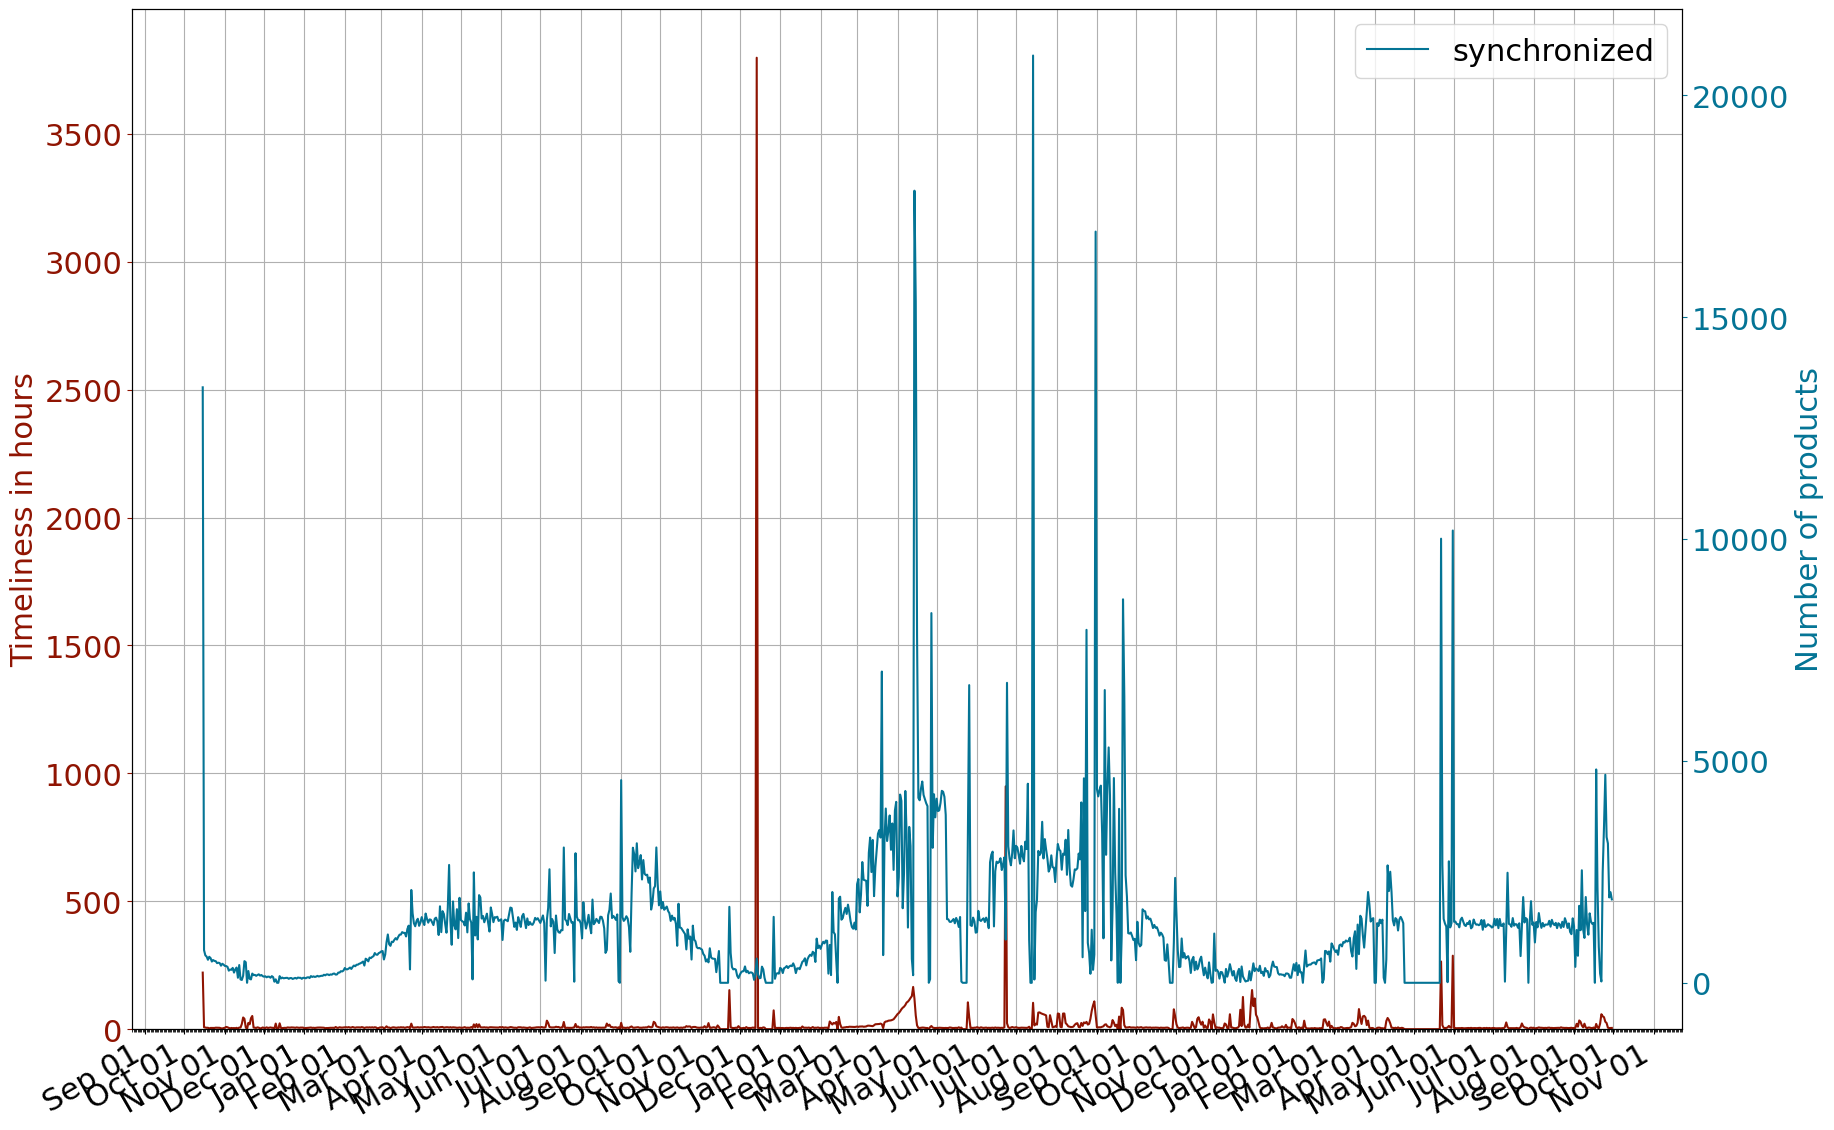 synchronized
Timeliness in hours
3500
3000
2500
2000
1500
1000
500
0
20000
15000
10000
5000
0
Number of products
Sep 01
Oct 01
Nov 01
Dec 01
Jan 01
Feb 01
Mar 01
Apr 01
May 01
Jun 01
Jul 01
Aug 01
Sep 01
Oct 01
Nov 01
Dec 01
Jan 01
Feb 01
Mar 01
Apr 01
May 01
Jun 01
Jul 01
Aug 01
Sep 01
Oct 01
Nov 01
Dec 01
Jan 01
Feb 01
Mar 01
Apr 01
May 01
Jun 01
Jul 01
Aug 01
Sep 01
Oct 01
Nov 01